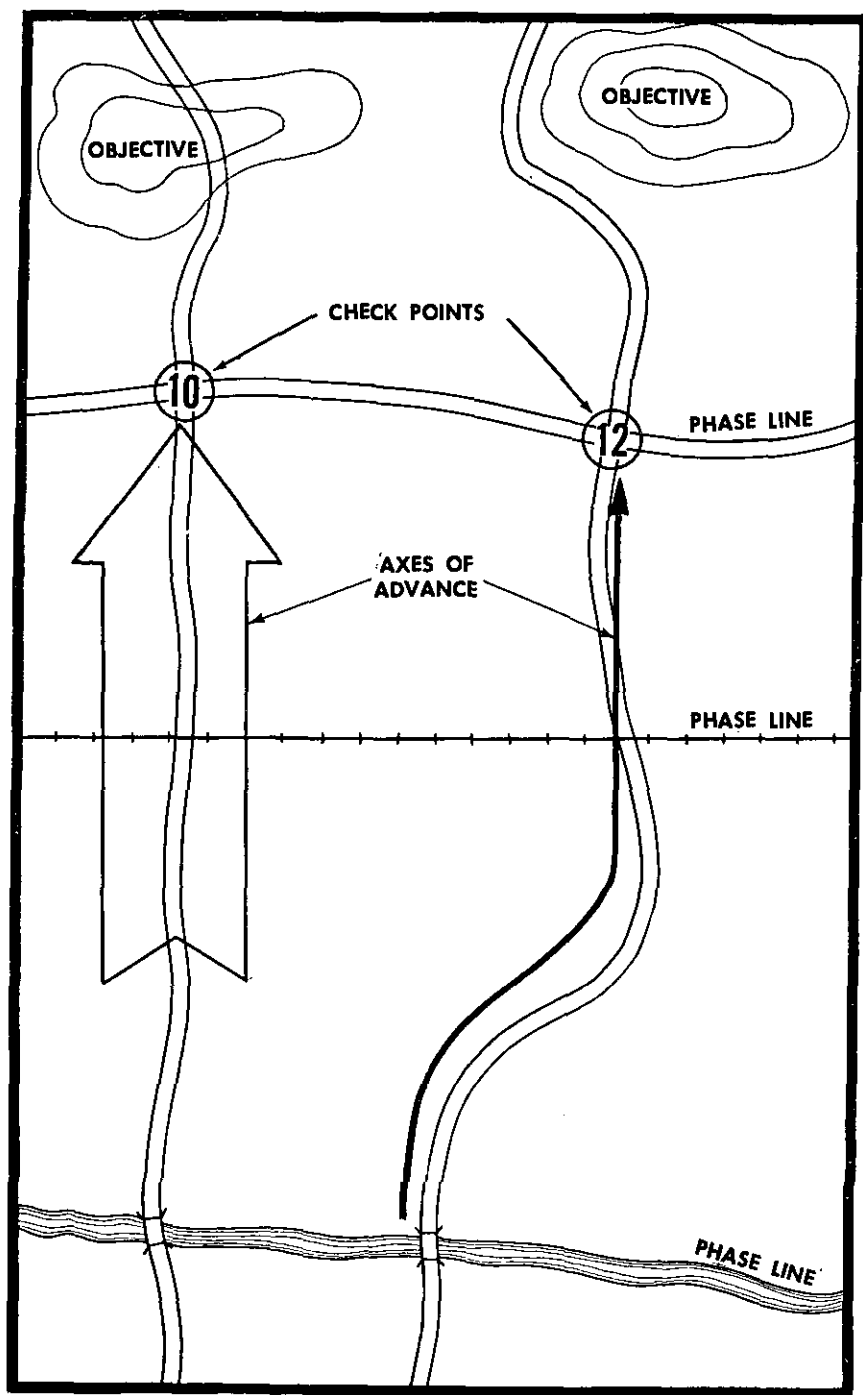 OBJECTIVE
OBJECTIVE
CHECK POINTS
10
12
PHASE LINE
AXES OF
ADVANCE
PHASE LINE
PHASE LINE